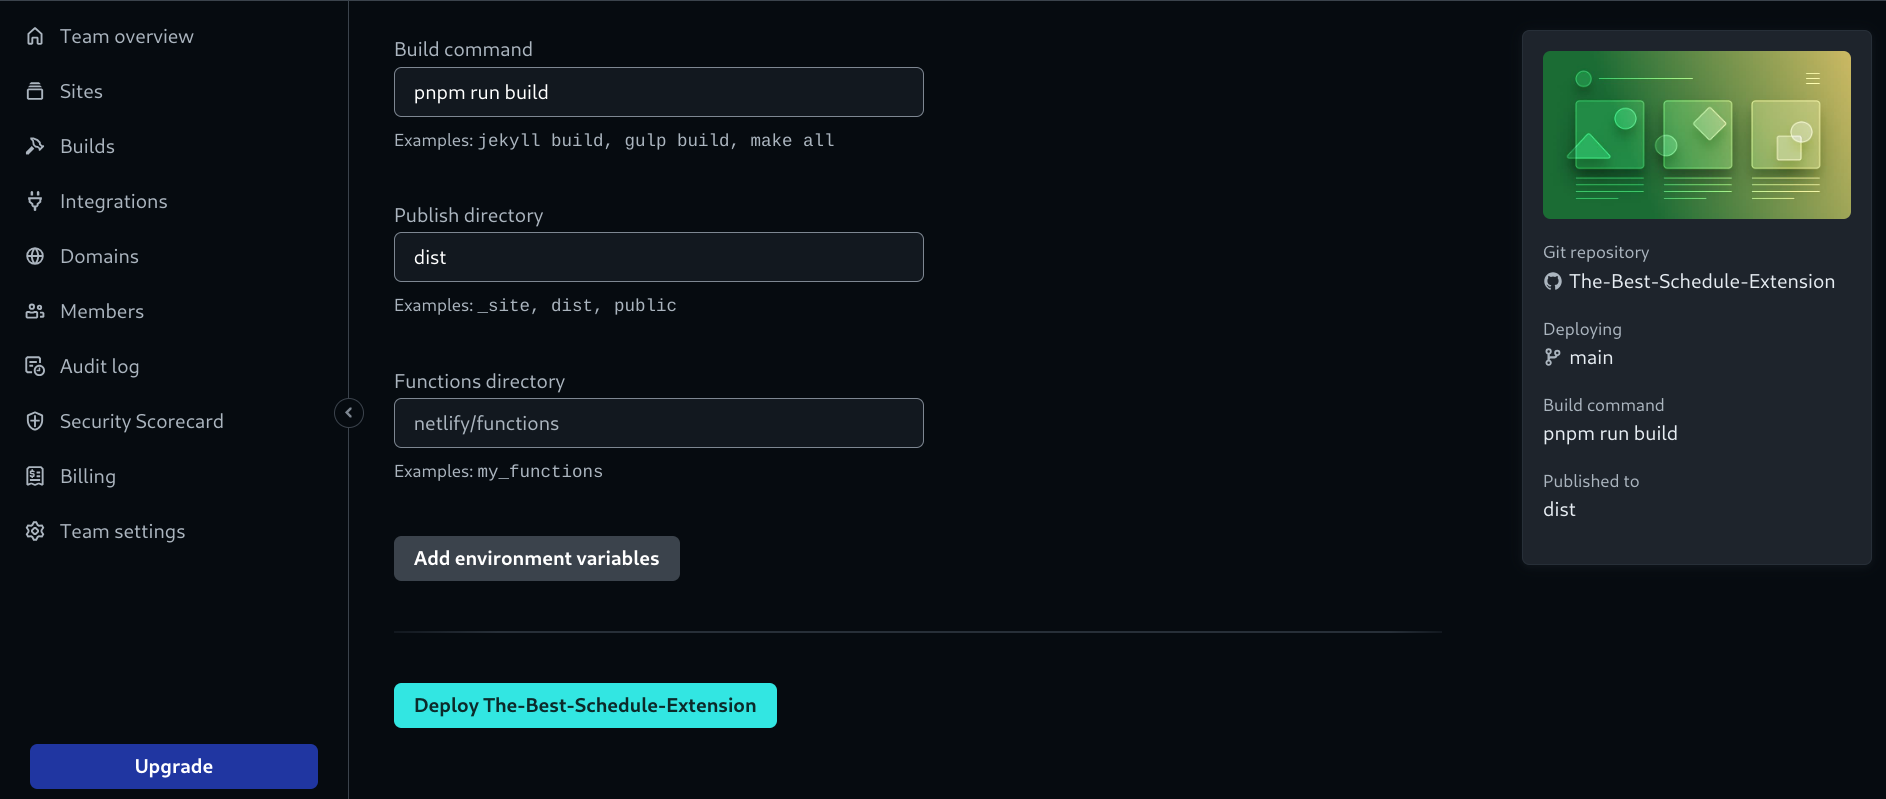 Team overview
Sites
Builds
Integrations
Domains
Members
Audit log
Security Scorecard
Billing
Team settings
Upgrade
Build command
pnpm run build
Examples: jekyll build, gulp build, make all
Publish directory
dist
Examples: _site, dist, public
Functions directory
netlify/functions
Examples: my_functions
Add environment variables
Deploy The-Best-Schedule-Extension
Git repository
The-Best-Schedule-Extension
Deploying
main
Build command
pnpm run build
Published to
dist